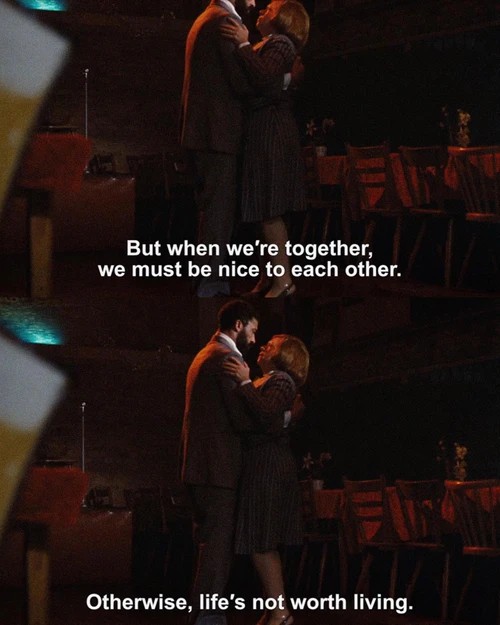 But when we're together,
we must be nice to each other.
Otherwise, life's not worth living.